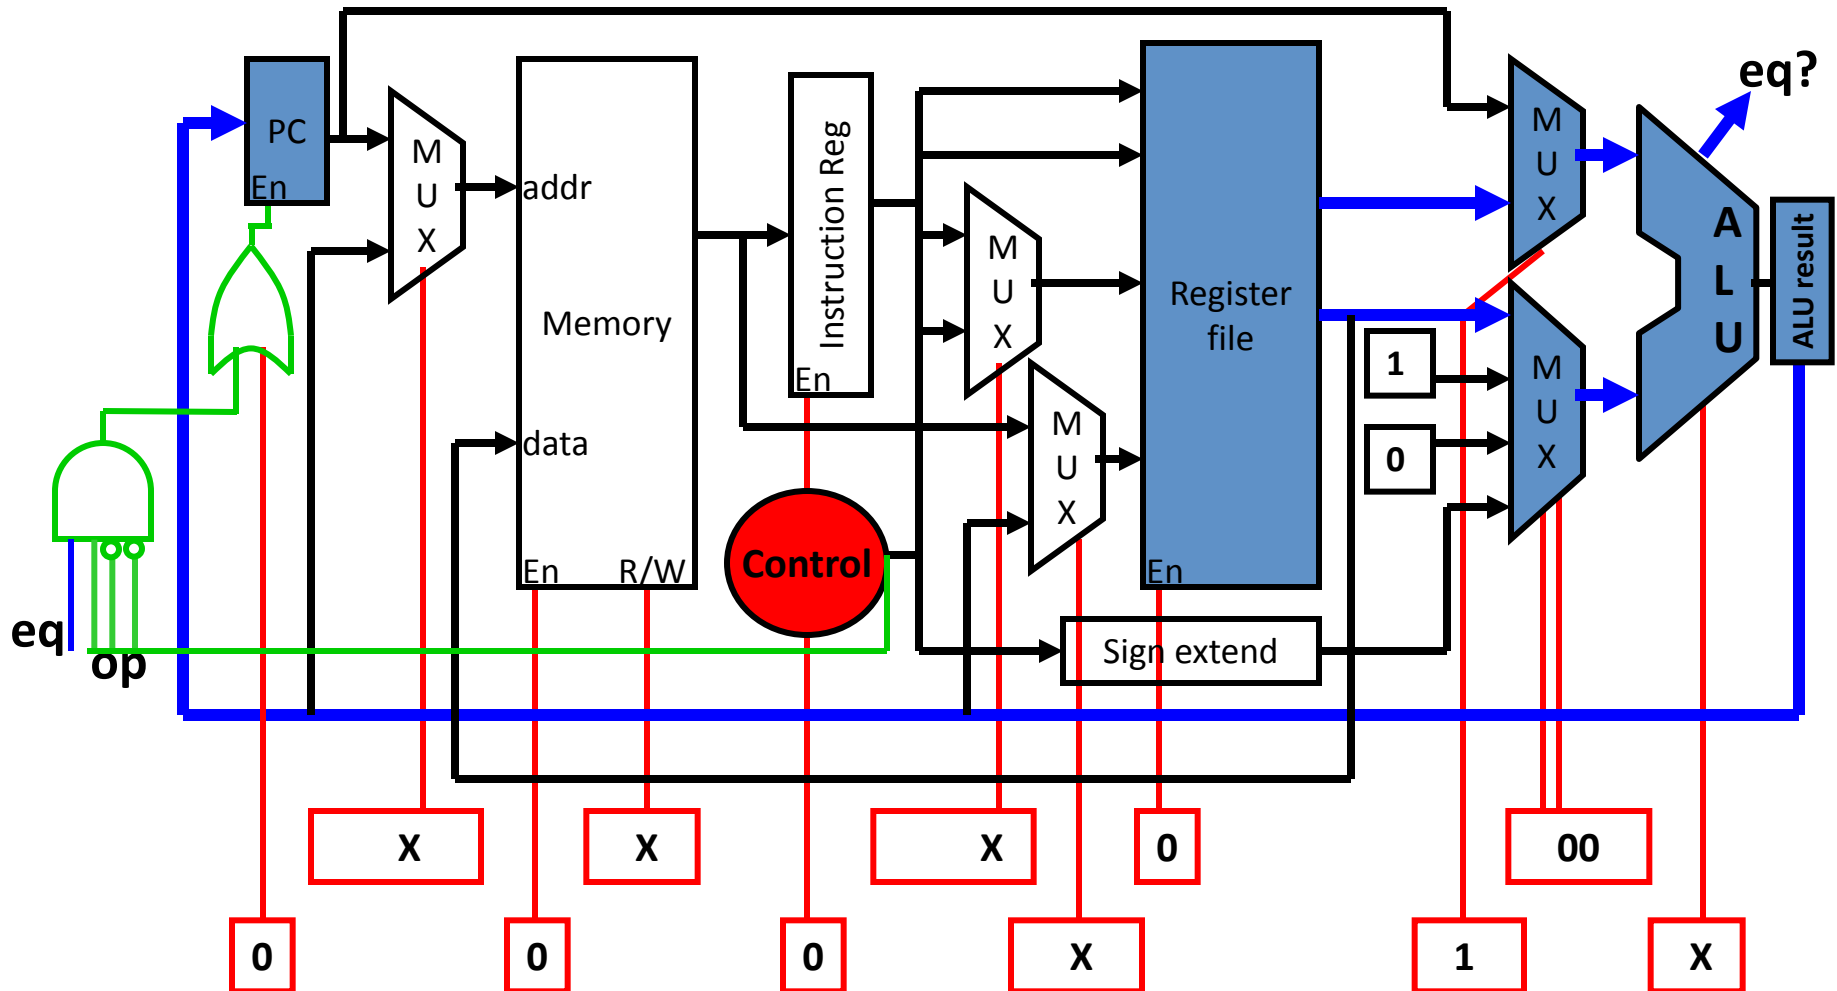 eq?
PC
En
M
U
X
addr
data
Memory
En
R/W
Instruction Reg
En
M
U
X
M
U
X
Register
file
En
M
U
X
M
U
X
1
0
A
L
U
ALU result
Control
Sign extend
eq
op
X
X
X
0
00
0
0
0
X
1
X